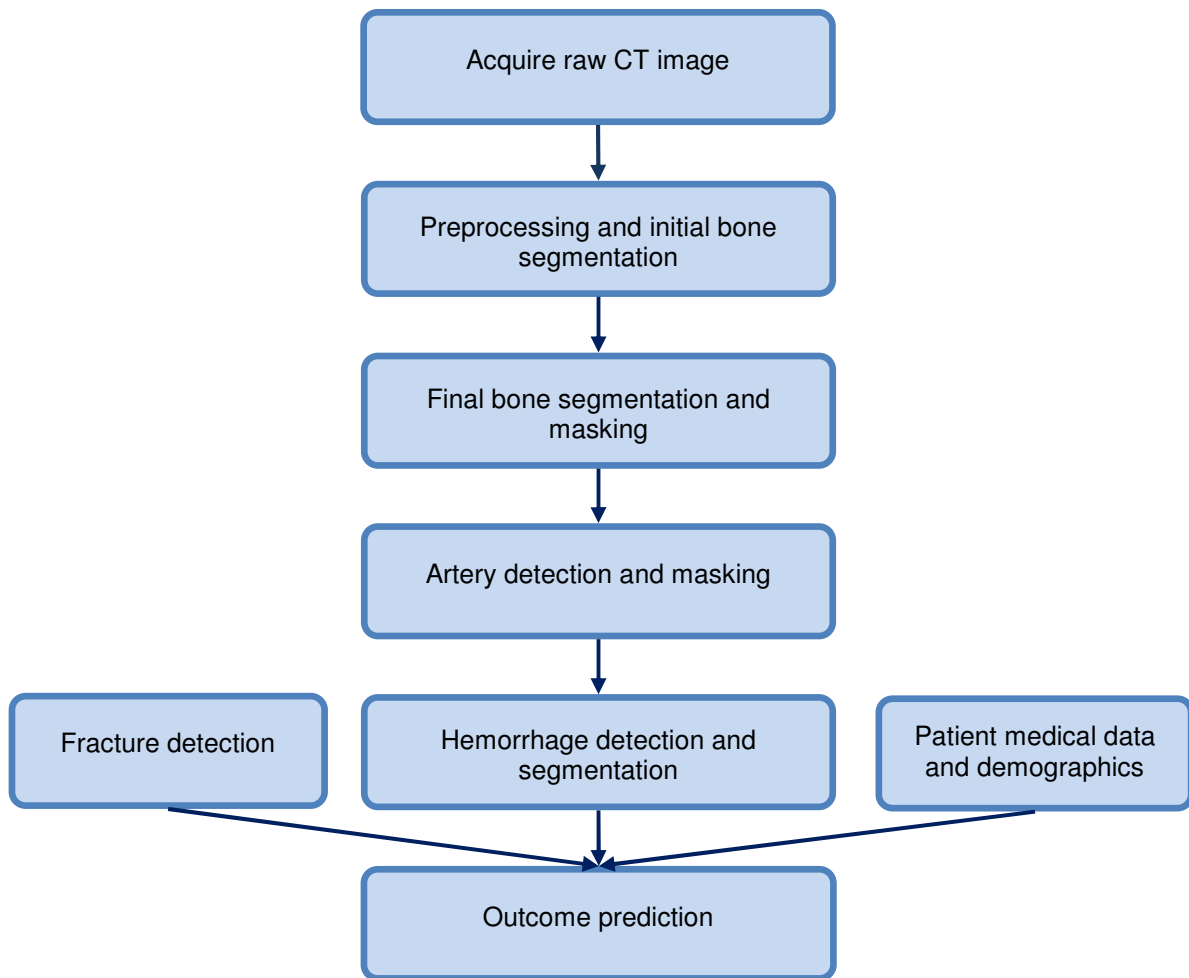 Acquire raw CT image
Preprocessing and initial bone
segmentation
Final bone segmentation and
masking
Artery detection and masking
Fracture detection
Hemorrhage detection and
segmentation
Patient medical data
and demographics
Outcome prediction